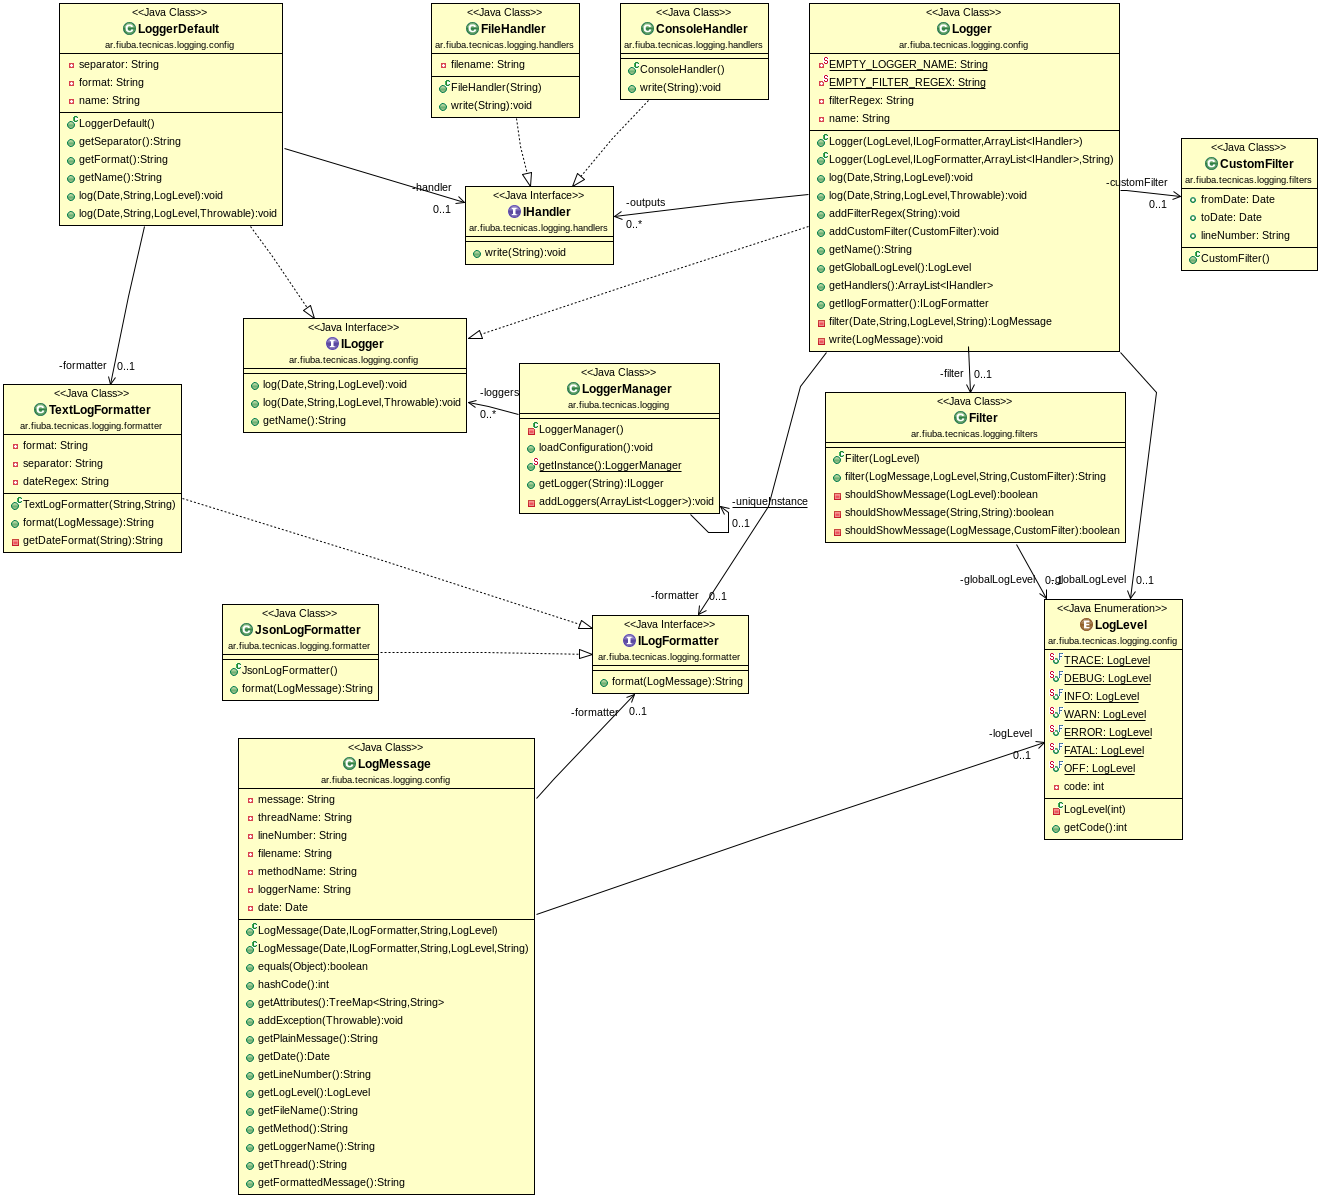 <<Java Class>>
LoggerDefault
ar.fiuba.tecnicas.logging.config
separator: String
format: String
name: String
LoggerDefault()
getSeparator():String
getFormat():String
getName():String
log(Date,String,LogLevel):void
log(Date,String,LogLevel,Throwable):void
<<Java Class>>
FileHandler
ar.fiuba.tecnicas.logging.handlers
filename: String
FileHandler(String)
write(String):void
<<Java Class>>
ConsoleHandler
ar.fiuba.tecnicas.logging.handlers
ConsoleHandler()
write(String):void
<<Java Class>>
Logger
ar.fiuba.tecnicas.logging.config
EMPTY_LOGGER_NAME: String
EMPTY_FILTER_REGEX: String
filterRegex: String
name: String
Logger(LogLevel,ILogFormatter,ArrayList<IHandler>)
Logger(LogLevel,ILogFormatter,ArrayList<IHandler>,String)
log(Date,String,LogLevel):void
log(Date,String,LogLevel,Throwable):void
addFilterRegex(String):void
addCustomFilter(CustomFilter):void
getName():String
getGlobalLogLevel():LogLevel
getHandlers():ArrayList<IHandler>
getIlogFormatter():ILogFormatter
filter(Date,String,LogLevel,String):LogMessage
write(LogMessage):void
<<Java Class>>
CustomFilter
ar.fiuba.tecnicas.logging.filters
fromDate: Date
toDate: Date
lineNumber: String
CustomFilter()
-customFilter
0..1
-handler
0..1
-outputs
0..*
<<Java Interface>>
IHandler
ar.fiuba.tecnicas.logging.handlers
write(String):void
<<Java Interface>>
ILogger
ar.fiuba.tecnicas.logging.config
log(Date,String,LogLevel):void
log(Date,String,LogLevel,Throwable):void
getName():String
-loggers
0..*
<<Java Class>>
LoggerManager
ar.fiuba.tecnicas.logging
LoggerManager()
loadConfiguration():void
getInstance():LoggerManager
getLogger(String):ILogger
addLoggers(ArrayList<Logger>):void
-uniqueInstance
0..1
-formatter
0..1
<<Java Class>>
TextLogFormatter
ar.fiuba.tecnicas.logging.formatter
format: String
separator: String
dateRegex: String
TextLogFormatter(String,String)
format(LogMessage):String
getDateFormat(String):String
-filter
0..1
<<Java Class>>
Filter
ar.fiuba.tecnicas.logging.filters
Filter(LogLevel)
filter(LogMessage,LogLevel,String,CustomFilter):String
shouldShowMessage(LogLevel):boolean
shouldShowMessage(String,String):boolean
shouldShowMessage(LogMessage,CustomFilter):boolean
-globalLogLevel
0..1
-globalLogLevel
0..1
<<Java Class>>
JsonLogFormatter
ar.fiuba.tecnicas.logging.formatter
JsonLogFormatter()
format(LogMessage):String
-formatter
0..1
<<Java Interface>>
ILogFormatter
ar.fiuba.tecnicas.logging.formatter
format(LogMessage):String
-formatter
0..1
<<Java Enumeration>>
LogLevel
ar.fiuba.tecnicas.logging.config
TRACE: LogLevel
DEBUG: LogLevel
INFO: LogLevel
WARN: LogLevel
ERROR: LogLevel
FATAL: LogLevel
OFF: LogLevel
code: int
LogLevel(int)
getCode():int
-logLevel
0..1
<<Java Class>>
LogMessage
ar.fiuba.tecnicas.logging.config
message: String
threadName: String
lineNumber: String
filename: String
methodName: String
loggerName: String
date: Date
LogMessage(Date,ILogFormatter,String,LogLevel)
LogMessage(Date,ILogFormatter,String,LogLevel,String)
equals(Object):boolean
hashCode():int
getAttributes():TreeMap<String,String>
addException(Throwable):void
getPlainMessage():String
getDate():Date
getLineNumber():String
getLogLevel():LogLevel
getFileName():String
getMethod():String
getLoggerName():String
getThread():String
getFormattedMessage():String